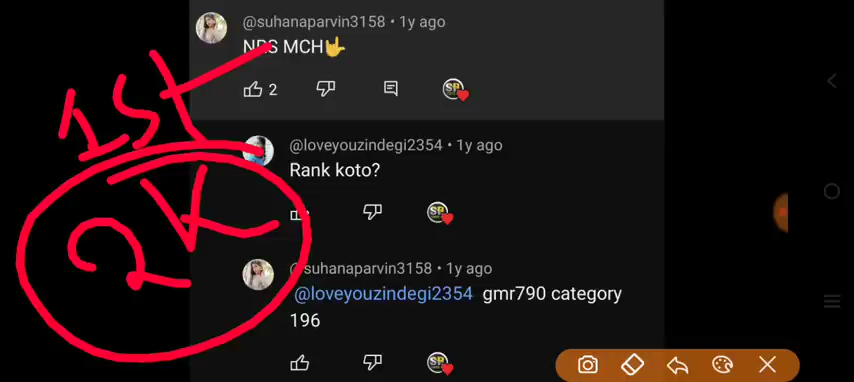 @suhanaparvin3158 • 1y ago
NRS MCH🤟
2
1st
@loveyouzindegi2354 • 1y ago
Rank koto?
2K
@suhanaparvin3158 • 1y ago
@loveyouzindegi2354 gmr790 category
196
SP